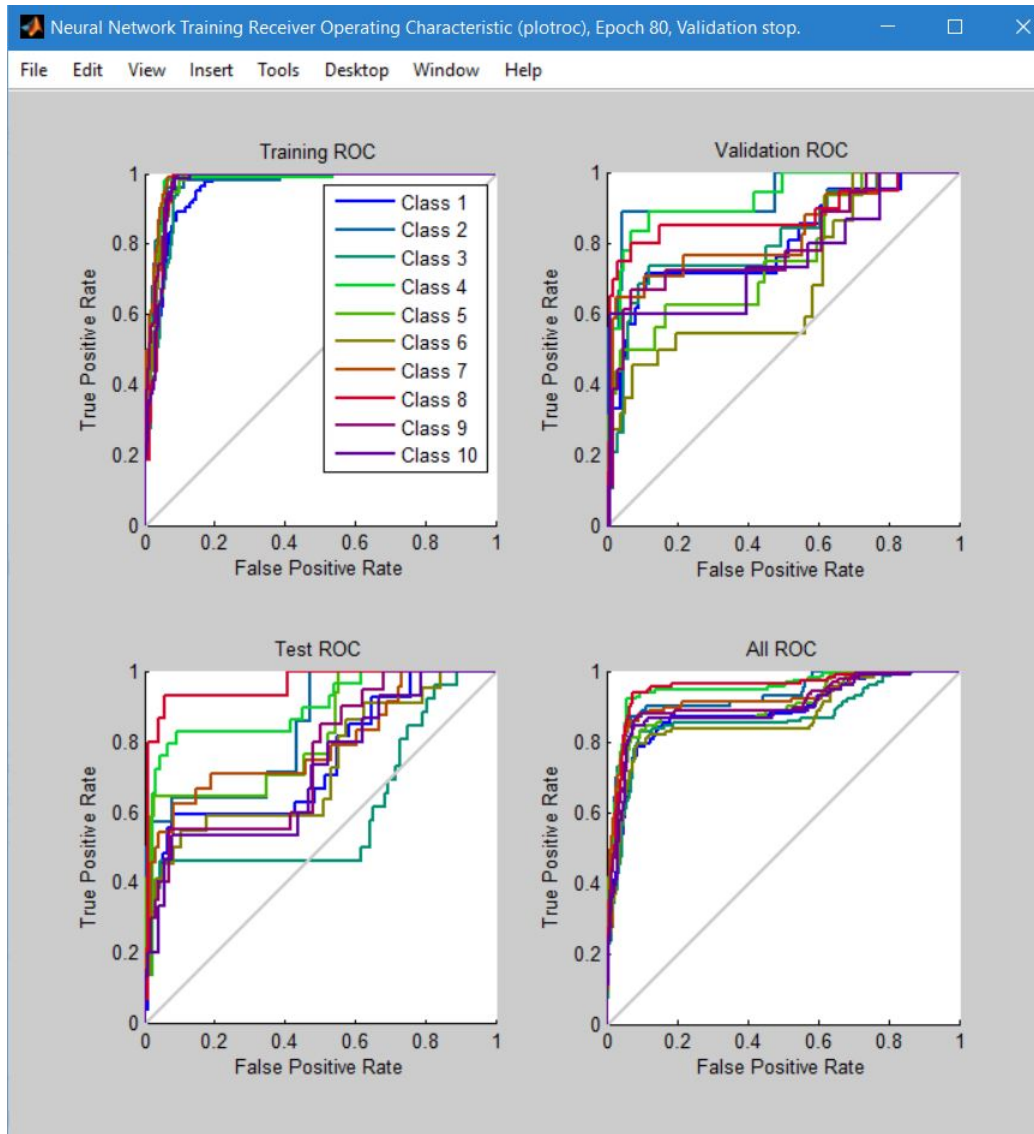 Neural Network Training Receiver Operating Characteristic (plotroc), Epoch 80, Validation stop.
File Edit View Insert Tools Desktop Window Help
Training ROC
1
0.8
0.6
0.4
0.2
0
True Positive Rate
Class 1
Class 2
Class 3
Class 4
Class 5
Class 6
Class 7
Class 8
Class 9
Class 10
0 0.2 0.4 0.6 0.8 1
False Positive Rate
Validation ROC
1
0.8
0.6
0.4
0.2
0
True Positive Rate
0 0.2 0.4 0.6 0.8 1
False Positive Rate
Test ROC
1
0.8
0.6
0.4
0.2
0
True Positive Rate
0 0.2 0.4 0.6 0.8 1
False Positive Rate
All ROC
1
0.8
0.6
0.4
0.2
0
True Positive Rate
0 0.2 0.4 0.6 0.8 1
False Positive Rate